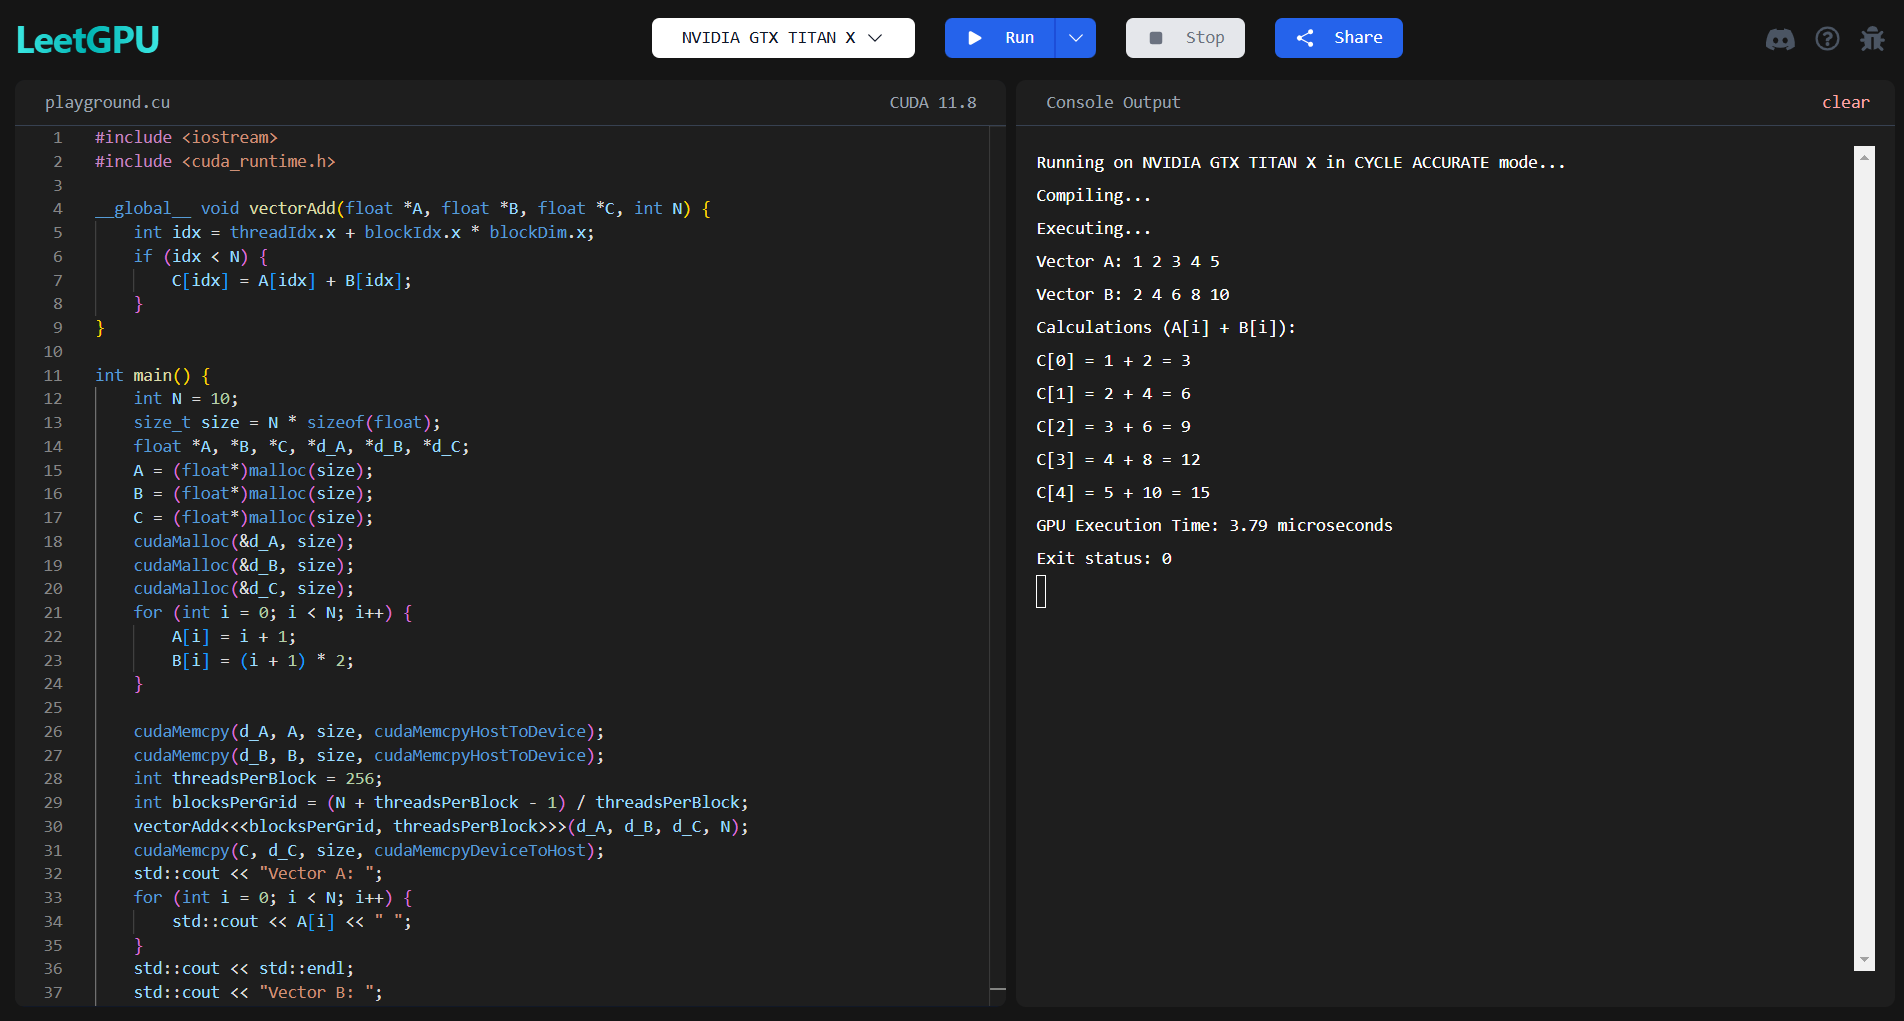 LeetGPU
NVIDIA GTX TITAN X
Run
Stop
Share
playground.cu
CUDA 11.8
1 #include <iostream>
2 #include <cuda_runtime.h>
3
4 __global__ void vectorAdd(float *A, float *B, float *C, int N) {
5     int idx = threadIdx.x + blockIdx.x * blockDim.x;
6     if (idx < N) {
7         C[idx] = A[idx] + B[idx];
8     }
9 }
10
11 int main() {
12     int N = 10;
13     size_t size = N * sizeof(float);
14     float *A, *B, *C, *d_A, *d_B, *d_C;
15     A = (float*)malloc(size);
16     B = (float*)malloc(size);
17     C = (float*)malloc(size);
18     cudaMalloc(&d_A, size);
19     cudaMalloc(&d_B, size);
20     cudaMalloc(&d_C, size);
21     for (int i = 0; i < N; i++) {
22         A[i] = i + 1;
23         B[i] = (i + 1) * 2;
24     }
25
26     cudaMemcpy(d_A, A, size, cudaMemcpyHostToDevice);
27     cudaMemcpy(d_B, B, size, cudaMemcpyHostToDevice);
28     int threadsPerBlock = 256;
29     int blocksPerGrid = (N + threadsPerBlock - 1) / threadsPerBlock;
30     vectorAdd<<<blocksPerGrid, threadsPerBlock>>>(d_A, d_B, d_C, N);
31     cudaMemcpy(C, d_C, size, cudaMemcpyDeviceToHost);
32     std::cout << "Vector A: ";
33     for (int i = 0; i < N; i++) {
34         std::cout << A[i] << " ";
35     }
36     std::cout << std::endl;
37     std::cout << "Vector B: ";
Console Output
clear
Running on NVIDIA GTX TITAN X in CYCLE ACCURATE mode...
Compiling...
Executing...
Vector A: 1 2 3 4 5
Vector B: 2 4 6 8 10
Calculations (A[i] + B[i]):
C[0] = 1 + 2 = 3
C[1] = 2 + 4 = 6
C[2] = 3 + 6 = 9
C[3] = 4 + 8 = 12
C[4] = 5 + 10 = 15
GPU Execution Time: 3.79 microseconds
Exit status: 0